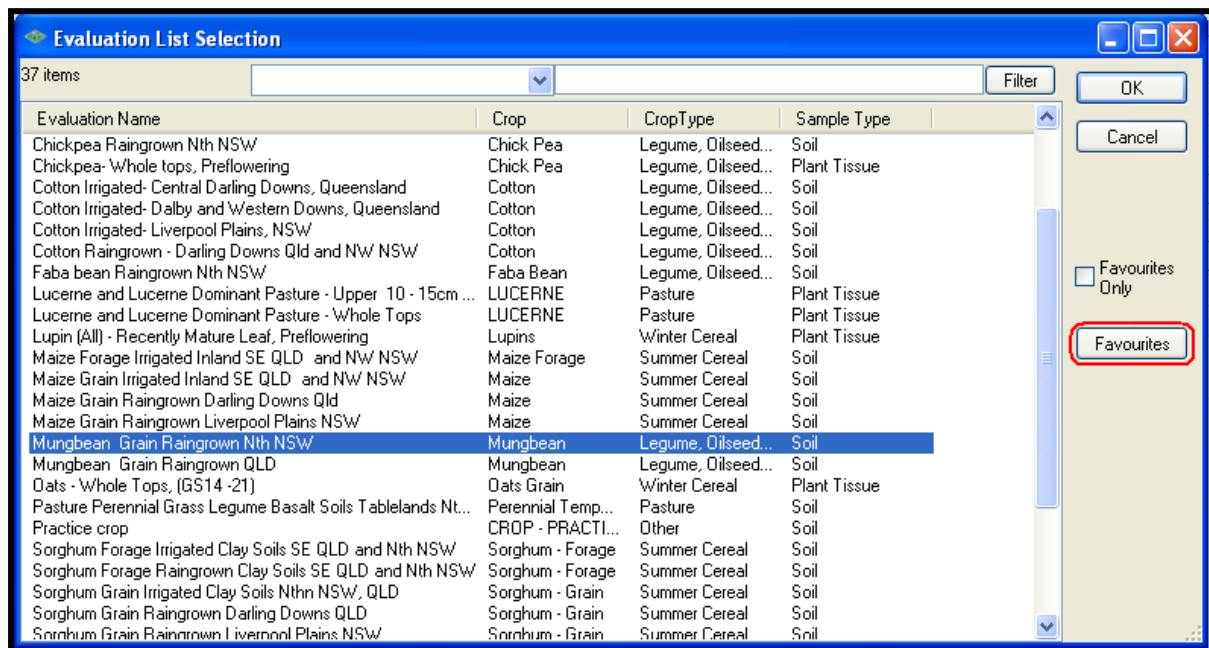 Evaluation List Selection
37 items Filter OK
Cancel
Evaluation Name Crop CropType Sample Type
Chickpea Raingrown Nth NSW Chick Pea Legume, Oilseed... Soil
Chickpea- Whole tops, Preflowering Chick Pea Legume, Oilseed... Plant Tissue
Cotton Irrigated- Central Darling Downs, Queensland Cotton Legume, Oilseed... Soil
Cotton Irrigated- Dalby and Western Downs, Queensland Cotton Legume, Oilseed... Soil
Cotton Irrigated- Liverpool Plains, NSW Cotton Legume, Oilseed... Soil
Cotton Raingrown - Darling Downs Qld and NW NSW Cotton Legume, Oilseed... Soil
Faba bean Raingrown Nth NSW Faba Bean Legume, Oilseed... Soil
Lucerne and Lucerne Dominant Pasture - Upper 10 - 15cm ... LUCERNE Pasture Plant Tissue
Lucerne and Lucerne Dominant Pasture - Whole Tops LUCERNE Pasture Plant Tissue
Lupin (All) - Recently Mature Leaf, Preflowering Lupins Winter Cereal Plant Tissue
Maize Forage Irrigated Inland SE QLD and NW NSW Maize Forage Summer Cereal Soil
Maize Grain Irrigated Inland SE QLD and NW NSW Maize Summer Cereal Soil
Maize Grain Raingrown Darling Downs Qld Maize Summer Cereal Soil
Maize Grain Raingrown Liverpool Plains NSW Maize Summer Cereal Soil
Mungbean Grain Raingrown Nth NSW Mungbean Legume, Oilseed... Soil
Mungbean Grain Raingrown QLD Mungbean Legume, Oilseed... Soil
Oats - Whole Tops, (GS14 -21) Oats Grain Winter Cereal Plant Tissue
Pasture Perennial Grass Legume Basalt Soils Tablelands Nt... Perennial Temp... Pasture Soil
Practice crop CROP - PRACTI... Other Soil
Sorghum Forage Irrigated Clay Soils SE QLD and Nth NSW Sorghum - Forage Summer Cereal Soil
Sorghum Forage Raingrown Clay Soils SE QLD and Nth NSW Sorghum - Forage Summer Cereal Soil
Sorghum Grain Irrigated Clay Soils Nthn NSW, QLD Sorghum - Grain Summer Cereal Soil
Sorghum Grain Raingrown Darling Downs QLD Sorghum - Grain Summer Cereal Soil
Sorghum Grain Raingrown Liverpool Plains NSW Sorghum - Grain Summer Cereal Soil
Favourites
Only
Favourites